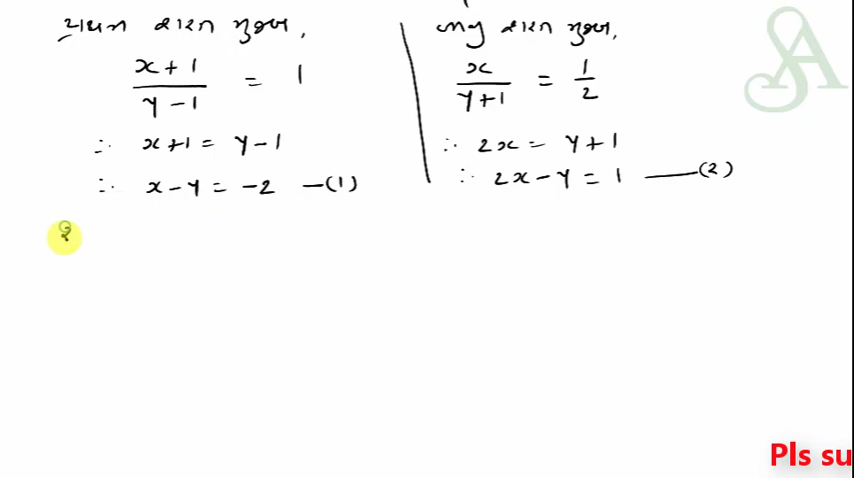 પ્રથમ શરત મુજબ,
x + 1 / y - 1 = 1
∴ x + 1 = y - 1
∴ x - y = -2 —(1)
બીજી શરત મુજબ,
x / y + 1 = 1 / 2
∴ 2x = y + 1
∴ 2x - y = 1 —(2)
SA
Pls su